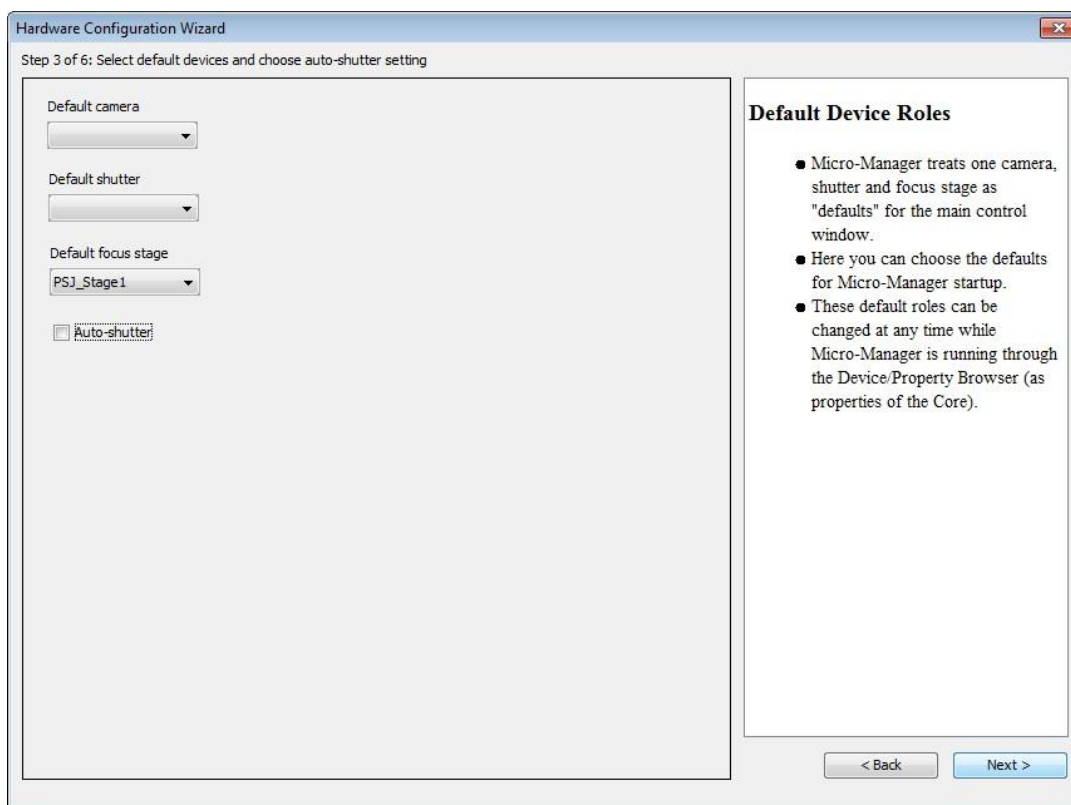 Hardware Configuration Wizard
Step 3 of 6: Select default devices and choose auto-shutter setting
Default camera
Default shutter
Default focus stage
PSJ_Stage1
Auto-shutter
Default Device Roles
Micro-Manager treats one camera,
shutter and focus stage as
"defaults" for the main control
window.
Here you can choose the defaults
for Micro-Manager startup.
These default roles can be
changed at any time while
Micro-Manager is running through
the Device/Property Browser (as
properties of the Core).
< Back
Next >